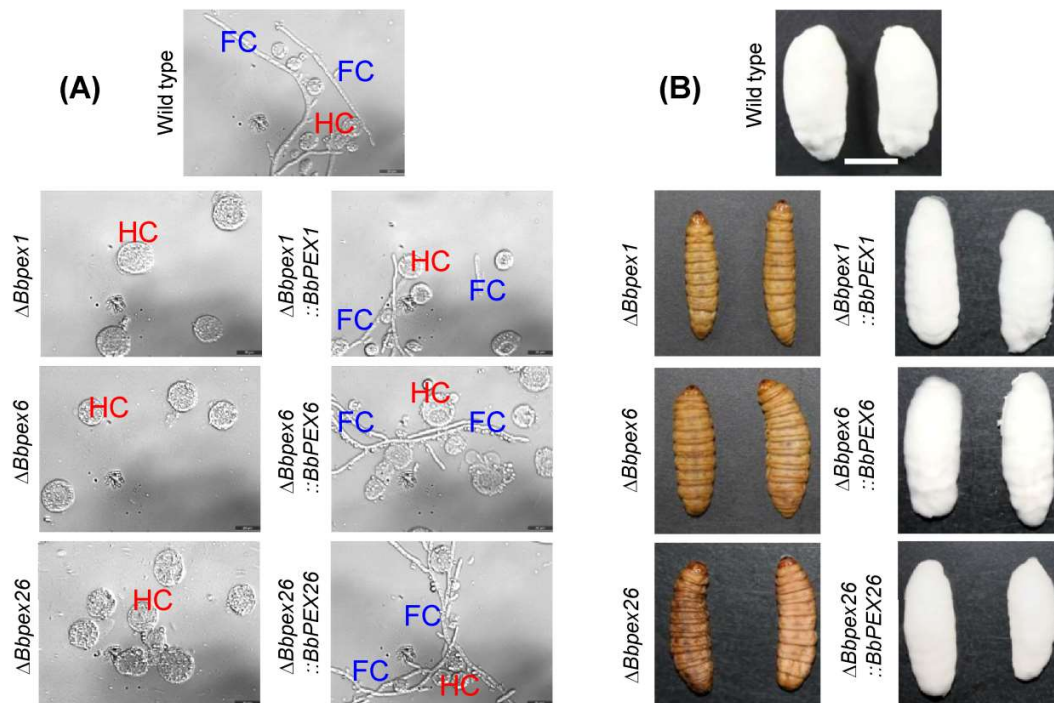 (A)
Wild type
FC
FC
HC
ΔBbpex1
HC
ΔBbpex1
::BbPEX1
HC
FC
FC
ΔBbpex6
HC
ΔBbpex6
::BbPEX6
HC
FC
FC
ΔBbpex26
HC
ΔBbpex26
::BbPEX26
FC
FC
HC
(B)
Wild type
ΔBbpex1
ΔBbpex1
::BbPEX1
ΔBbpex6
ΔBbpex6
::BbPEX6
ΔBbpex26
ΔBbpex26
::BbPEX26